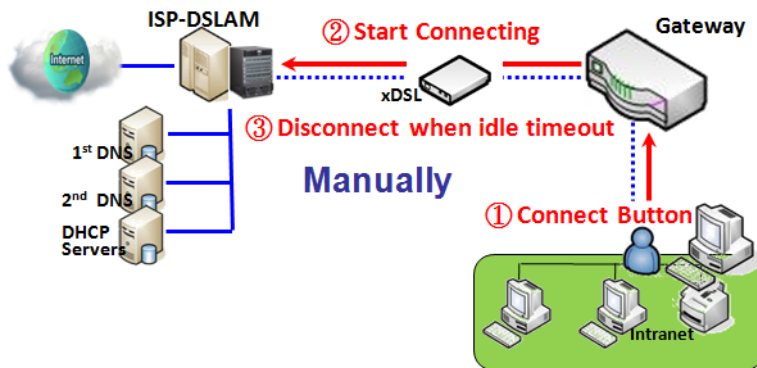 ISP-DSLAM
② Start Connecting
Gateway
Internet
xDSL
③ Disconnect when idle timeout
1st DNS
Manually
2nd DNS
① Connect Button
DHCP
Servers
Intranet